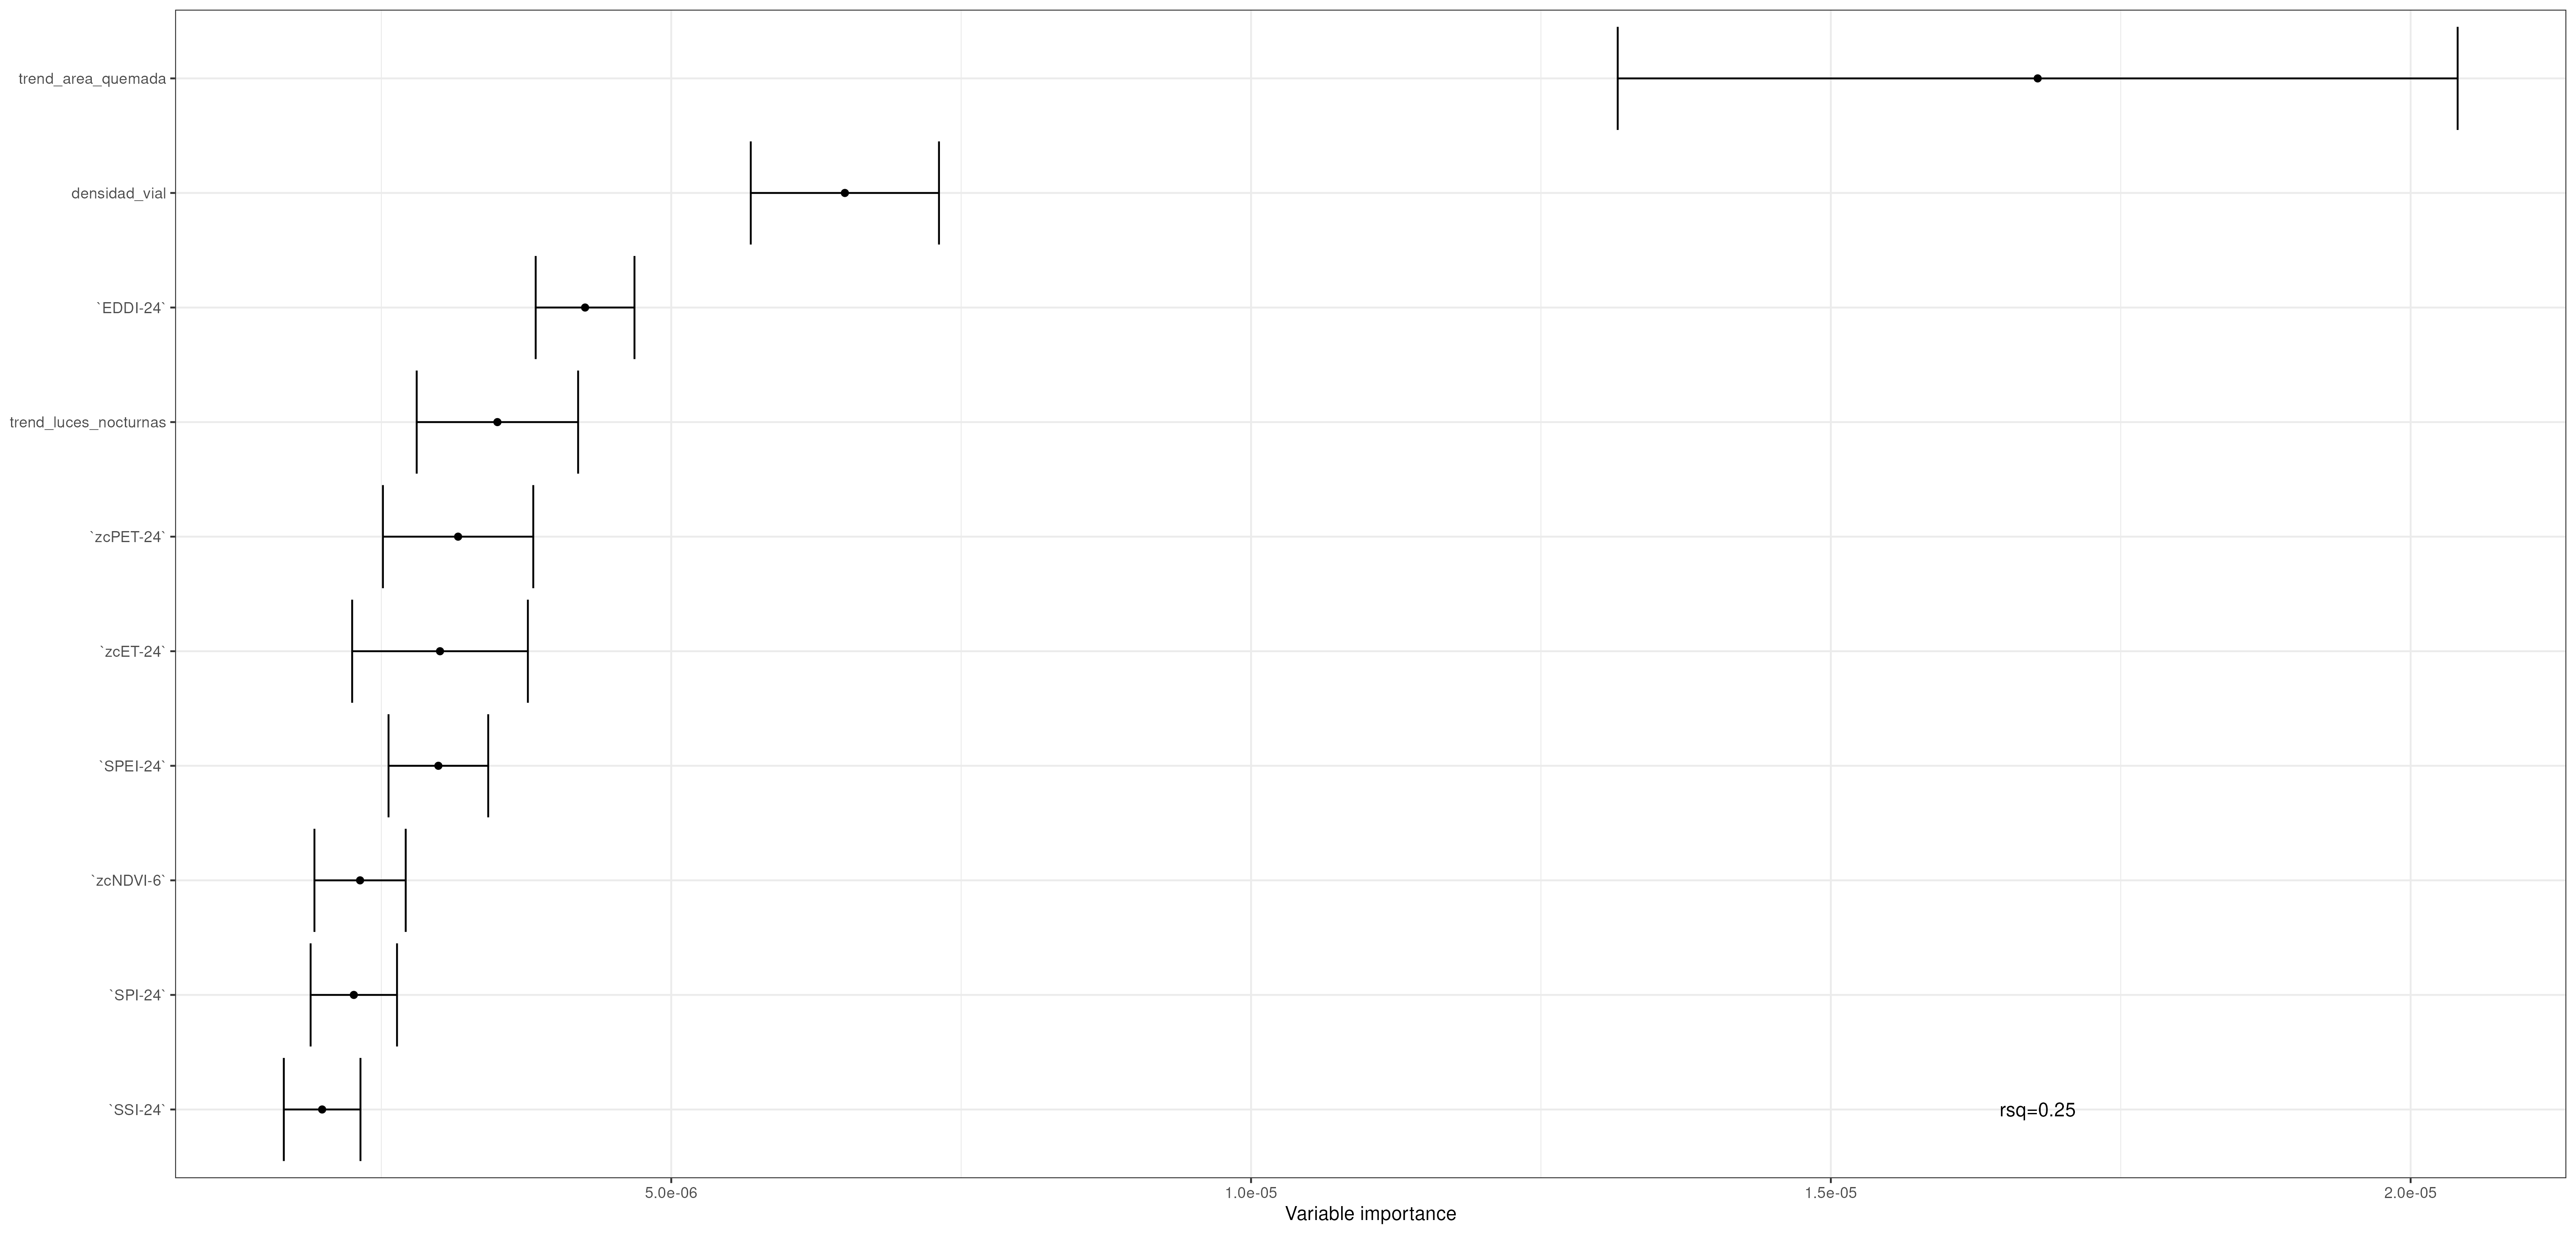 trend_area_quemada
densidad_vial
`EDDI-24`
trend_luces_nocturnas
`zcPET-24`
`zcET-24`
`SPEI-24`
`zcNDVI-6`
`SPI-24`
`SSI-24`
rsq=0.25
5.0e-06 1.0e-05 1.5e-05 2.0e-05
Variable importance